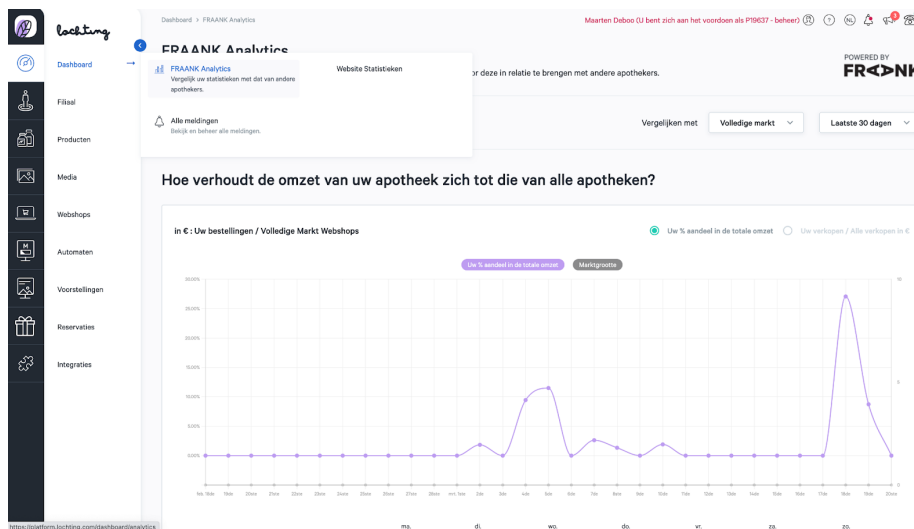 lochting
Dashboard > FRAANK Analytics
Maarten Deboo (U bent zich aan het voordoen als P19637 - beheer)
NL
FRAANK Analytics
or deze in relatie te brengen met andere apothekers.
POWERED BY
Dashboard
Filiaal
Producten
Media
Webshops
Automaten
Voorstellingen
Reservaties
Integraties
FRAANK Analytics
Vergelijk uw statistieken met dat van andere
apothekers.
Website Statistieken
Alle meldingen
Bekijk en beheer alle meldingen.
Vergelijken met
Volledige markt
Laatste 30 dagen
Hoe verhoudt de omzet van uw apotheek zich tot die van alle apotheken?
in € : Uw bestellingen / Volledige Markt Webshops
Uw % aandeel in de totale omzet
Uw verkopen / Alle verkopen in €
Uw % aandeel in de totale omzet
Marktgrootte
ma. di. wo. do. vr. za. zo.
https://platform.lochting.com/dashboard/analytics